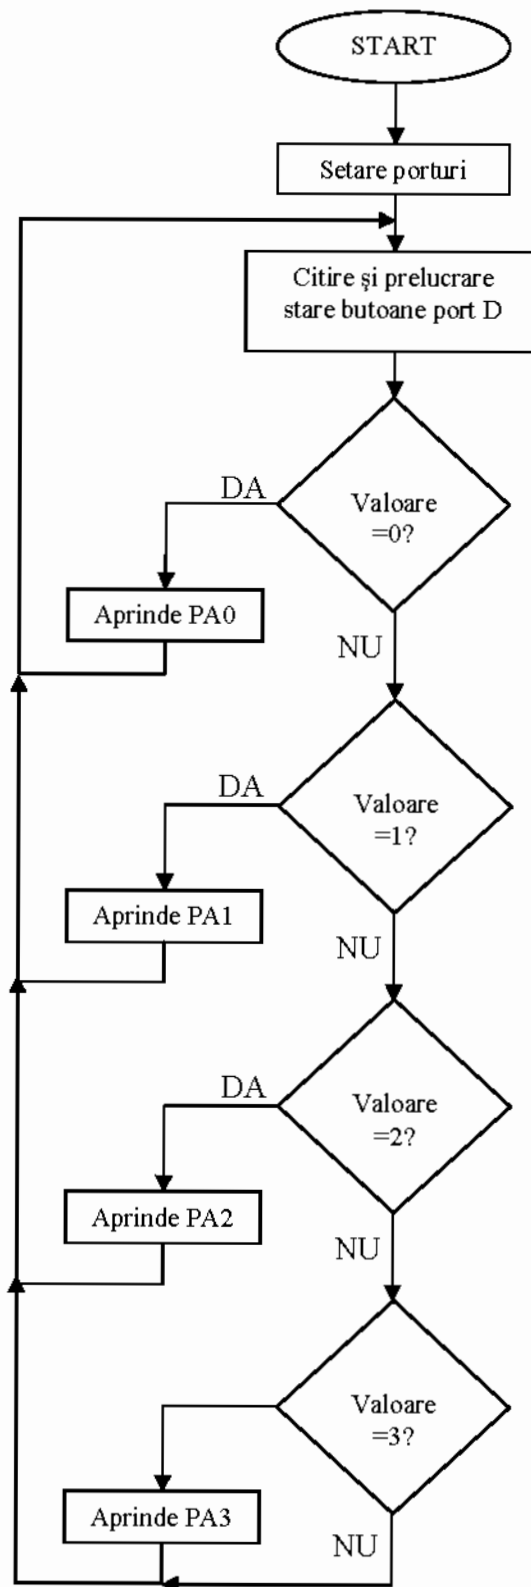 START
Setare porturi
Citire și prelucrare
stare butoane port D
DA
Valoare
=0?
Aprinde PA0
NU
DA
Valoare
=1?
Aprinde PA1
NU
DA
Valoare
=2?
Aprinde PA2
NU
Valoare
=3?
Aprinde PA3
NU